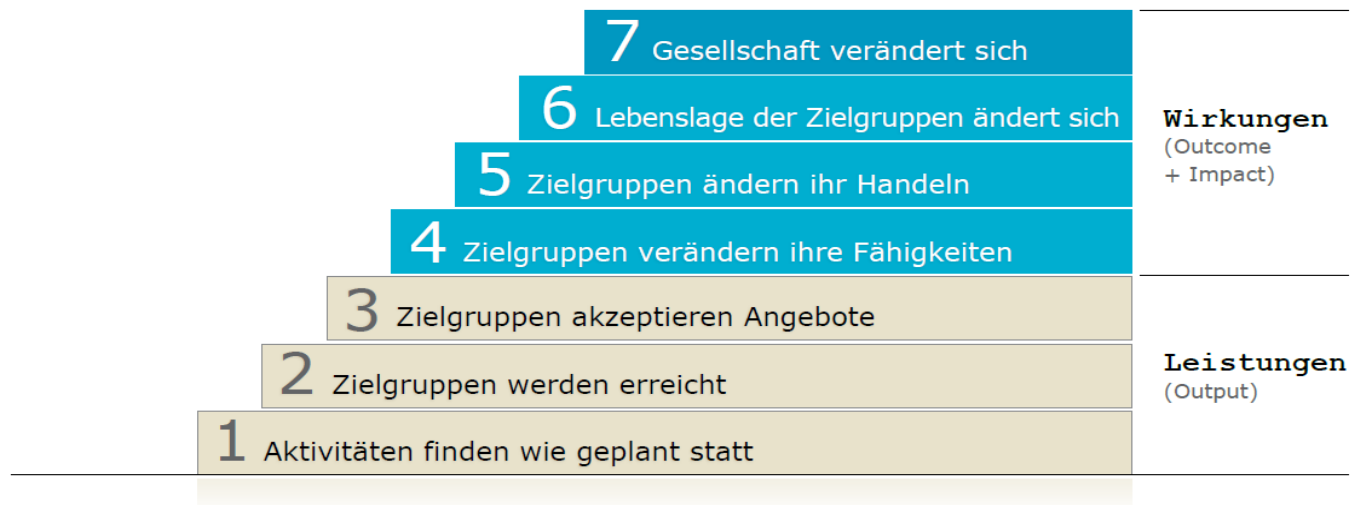 7 Gesellschaft verändert sich
6 Lebenslage der Zielgruppen ändert sich
5 Zielgruppen ändern ihr Handeln
4 Zielgruppen verändern ihre Fähigkeiten
3 Zielgruppen akzeptieren Angebote
2 Zielgruppen werden erreicht
1 Aktivitäten finden wie geplant statt
Wirkungen
(Outcome
+ Impact)
Leistungen
(Output)